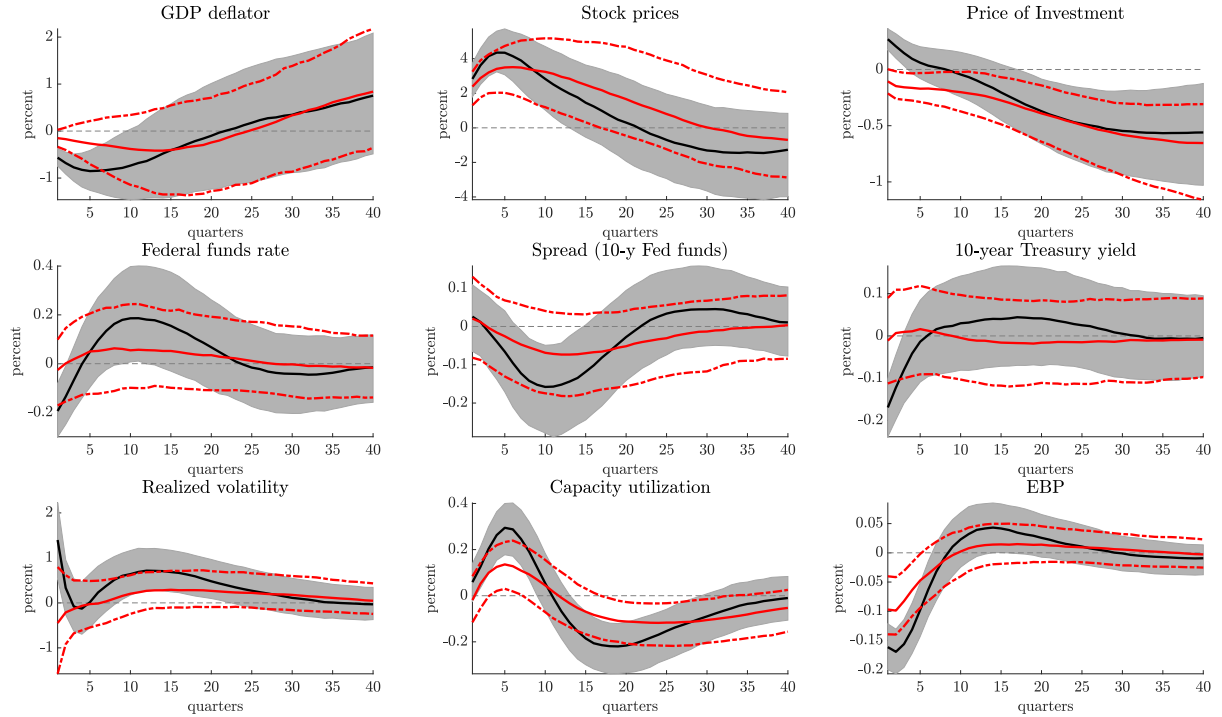 GDP deflator
percent
2
1
0
-1
5 10 15 20 25 30 35 40
quarters
Stock prices
percent
4
2
0
-2
-4
5 10 15 20 25 30 35 40
quarters
Price of Investment
percent
0
-0.5
-1
5 10 15 20 25 30 35 40
quarters
Federal funds rate
percent
0.4
0.2
0
-0.2
5 10 15 20 25 30 35 40
quarters
Spread (10-y Fed funds)
percent
0.1
0
-0.1
-0.2
5 10 15 20 25 30 35 40
quarters
10-year Treasury yield
percent
0.1
0
-0.1
-0.2
5 10 15 20 25 30 35 40
quarters
Realized volatility
percent
2
1
0
-1
5 10 15 20 25 30 35 40
quarters
Capacity utilization
percent
0.4
0.2
0
-0.2
5 10 15 20 25 30 35 40
quarters
EBP
percent
0.05
0
-0.05
-0.1
-0.15
-0.2
5 10 15 20 25 30 35 40
quarters